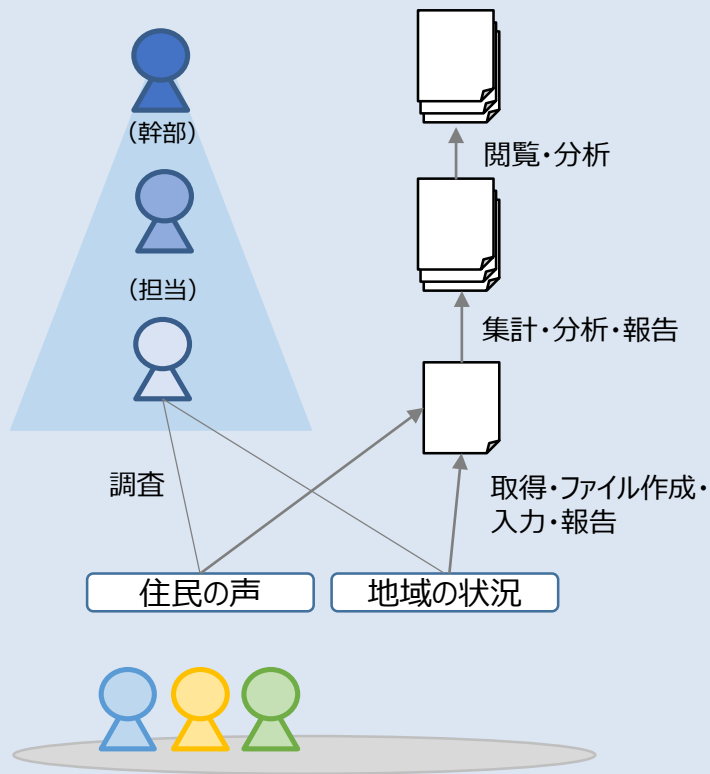 (幹部)
閲覧・分析
(担当)
集計・分析・報告
調査
取得・ファイル作成・
入力・報告
住民の声
地域の状況